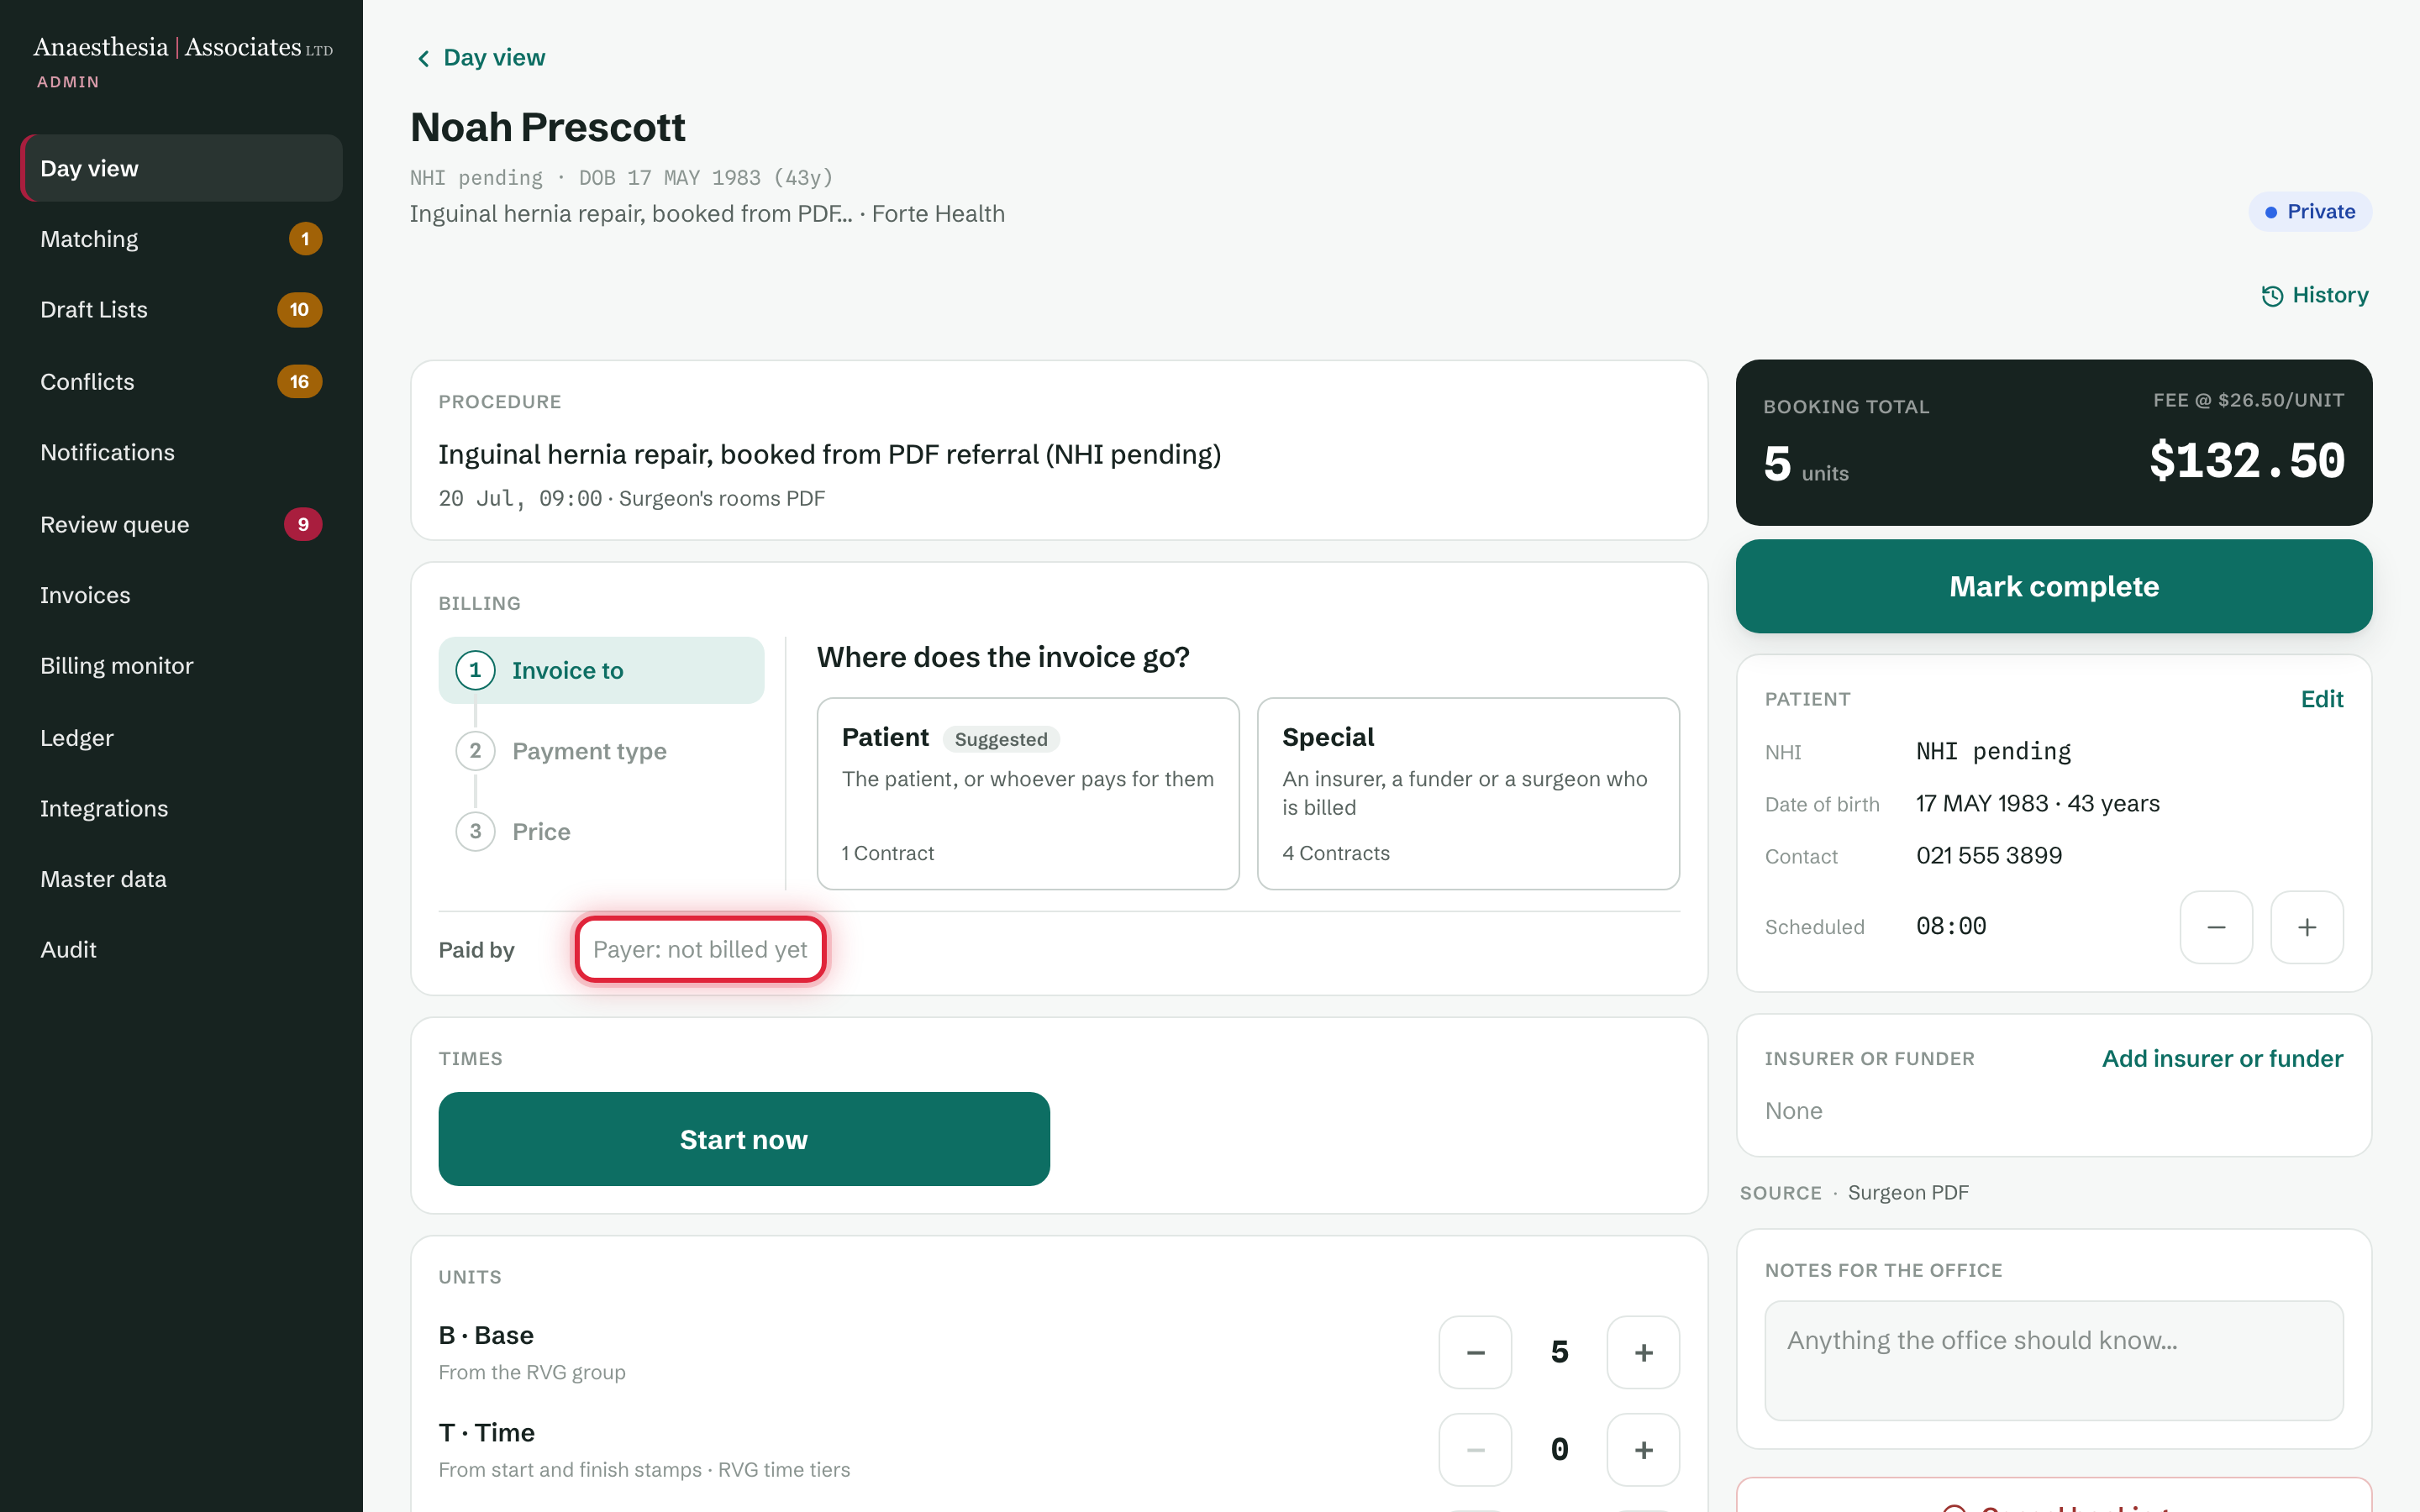 Anaesthesia | Associates LTD
ADMIN
Day view
Matching 1
Draft Lists 10
Conflicts 16
Notifications
Review queue 9
Invoices
Billing monitor
Ledger
Integrations
Master data
Audit
Day view
Noah Prescott
NHI pending · DOB 17 MAY 1983 (43y)
Inguinal hernia repair, booked from PDF... · Forte Health
Private
History
PROCEDURE
Inguinal hernia repair, booked from PDF referral (NHI pending)
20 Jul, 09:00 · Surgeon's rooms PDF
BILLING
1 Invoice to
2 Payment type
3 Price
Where does the invoice go?
Patient Suggested
The patient, or whoever pays for them
1 Contract
Special
An insurer, a funder or a surgeon who
is billed
4 Contracts
Paid by Payer: not billed yet
TIMES
Start now
UNITS
B · Base
From the RVG group
− 5 +
T · Time
From start and finish stamps · RVG time tiers
− 0 +
BOOKING TOTAL
5 units
FEE @ $26.50/UNIT
$132.50
Mark complete
PATIENT Edit
NHI NHI pending
Date of birth 17 MAY 1983 · 43 years
Contact 021 555 3899
Scheduled 08:00 − +
INSURER OR FUNDER Add insurer or funder
None
SOURCE · Surgeon PDF
NOTES FOR THE OFFICE
Anything the office should know...